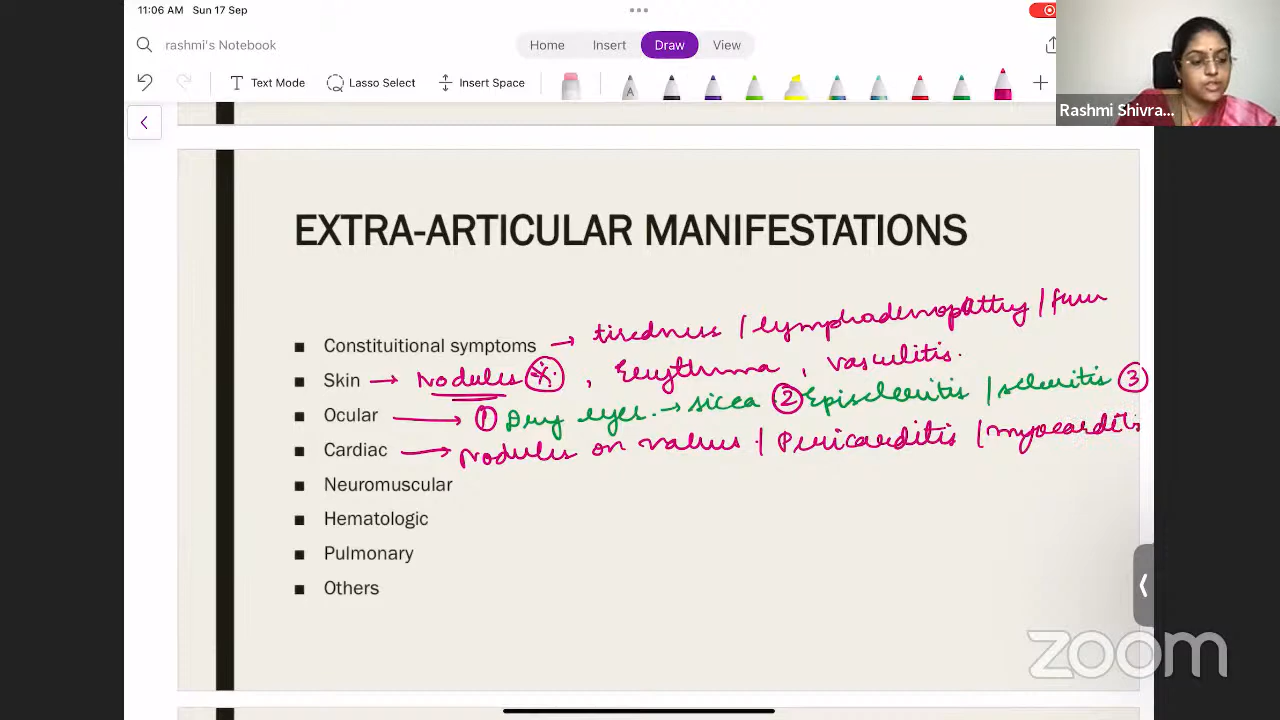 11:06 AM Sun 17 Sep
rashmi's Notebook
Home Insert Draw View
Text Mode Lasso Select Insert Space
A
Rashmi Shivra...
EXTRA-ARTICULAR MANIFESTATIONS
■ Constituitional symptoms → tiredness / lymphadenopathy /
■ Skin → Nodules * , Erythema , vasculitis.
■ Ocular → ① Dry eyes. → sicca ② Episcleritis / scleritis ③
■ Cardiac → Nodules on valves / Pericarditis / myocarditis
■ Neuromuscular
■ Hematologic
■ Pulmonary
■ Others
zoom